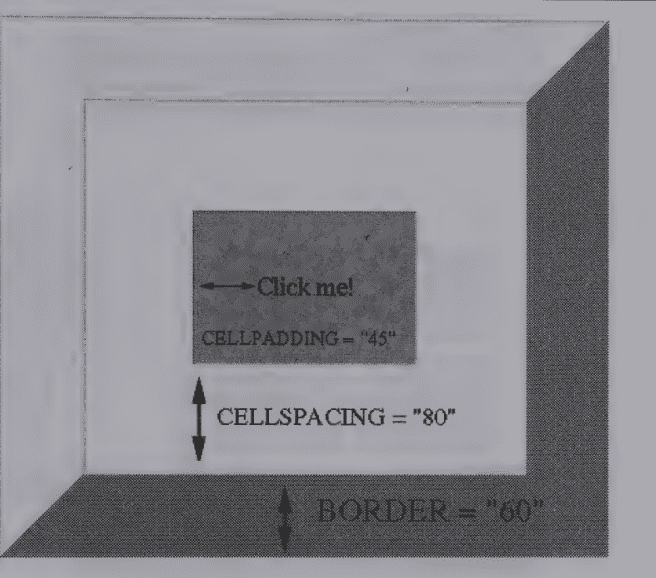 Click me!
CELLPADDING = "45"
CELLSPACING = "80"
BORDER = "60"